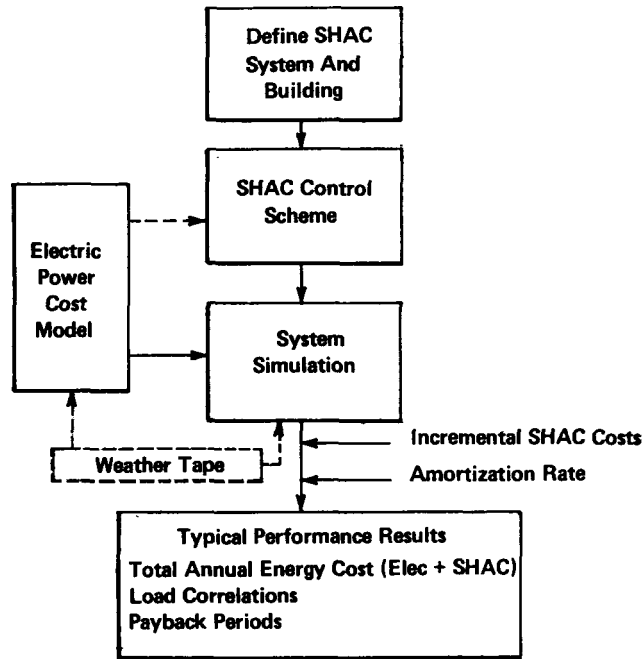 Define SHAC
System And
Building
SHAC Control
Scheme
Electric
Power
Cost
Model
System
Simulation
Incremental SHAC Costs
Weather Tape
Amortization Rate
Typical Performance Results
Total Annual Energy Cost (Elec + SHAC)
Load Correlations
Payback Periods